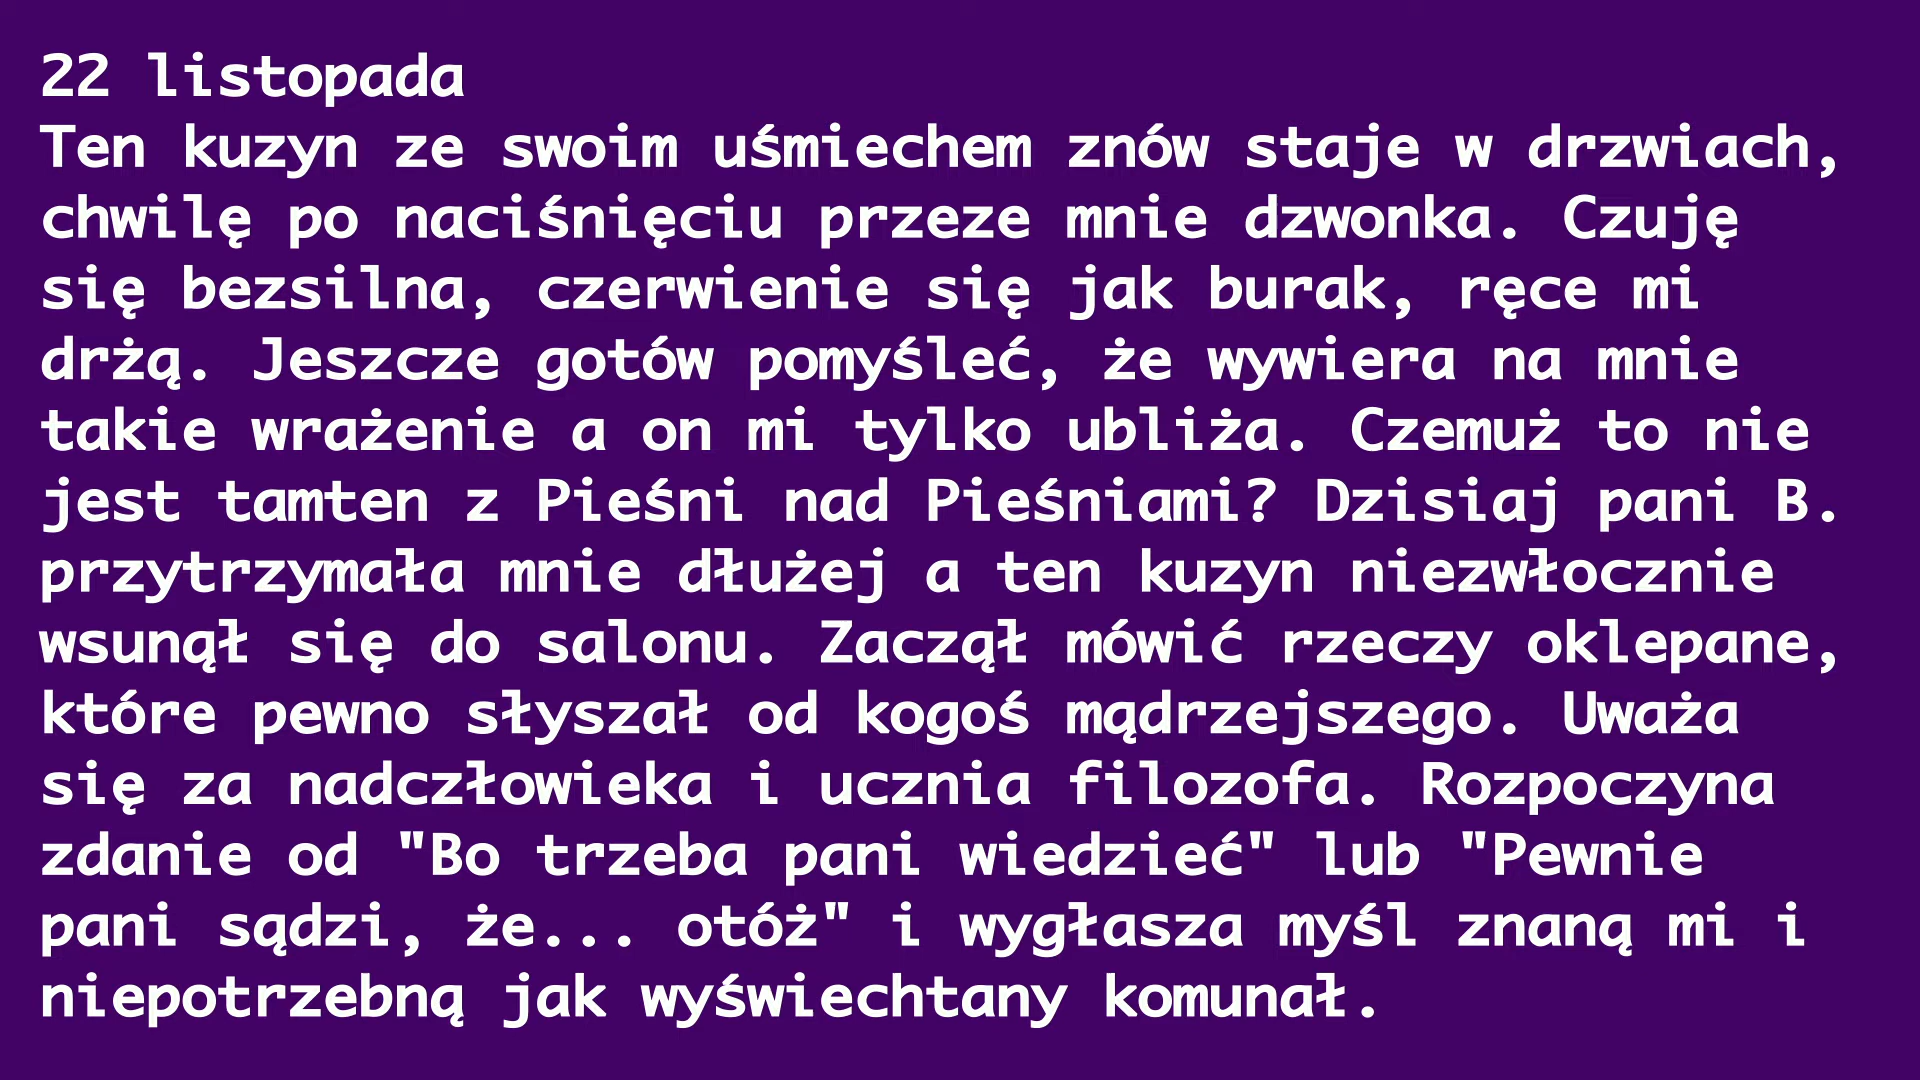 22 listopada
Ten kuzyn ze swoim uśmiechem znów staje w drzwiach,
chwilę po naciśnięciu przeze mnie dzwonka. Czuję
się bezsilna, czerwienie się jak burak, ręce mi
drżą. Jeszcze gotów pomyśleć, że wywiera na mnie
takie wrażenie a on mi tylko ubliża. Czemuż to nie
jest tamten z Pieśni nad Pieśniami? Dzisiaj pani B.
przytrzymała mnie dłużej a ten kuzyn niezwłocznie
wsunął się do salonu. Zaczął mówić rzeczy oklepane,
które pewno słyszał od kogoś mądrzejszego. Uważa
się za nadczłowieka i ucznia filozofa. Rozpoczyna
zdanie od "Bo trzeba pani wiedzieć" lub "Pewnie
pani sądzi, że... otóż" i wygłasza myśl znaną mi i
niepotrzebną jak wyświechtany komunał.